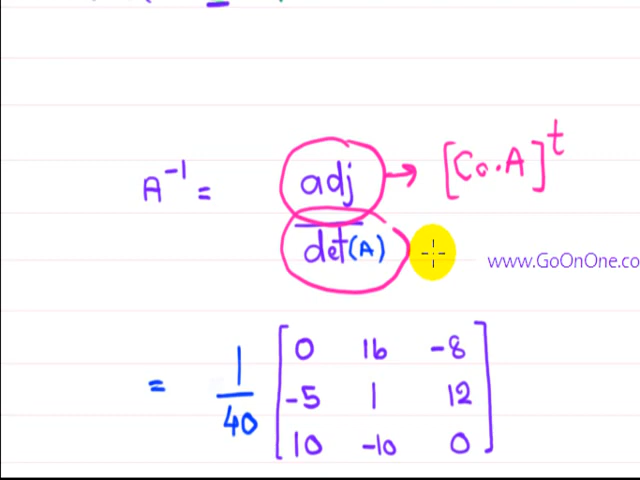 A⁻¹ = adj → [Co.A]ᵗ
det(A)
www.GoOnOne.co
= 1/40 [0 16 -8
-5 1 12
10 -10 0]